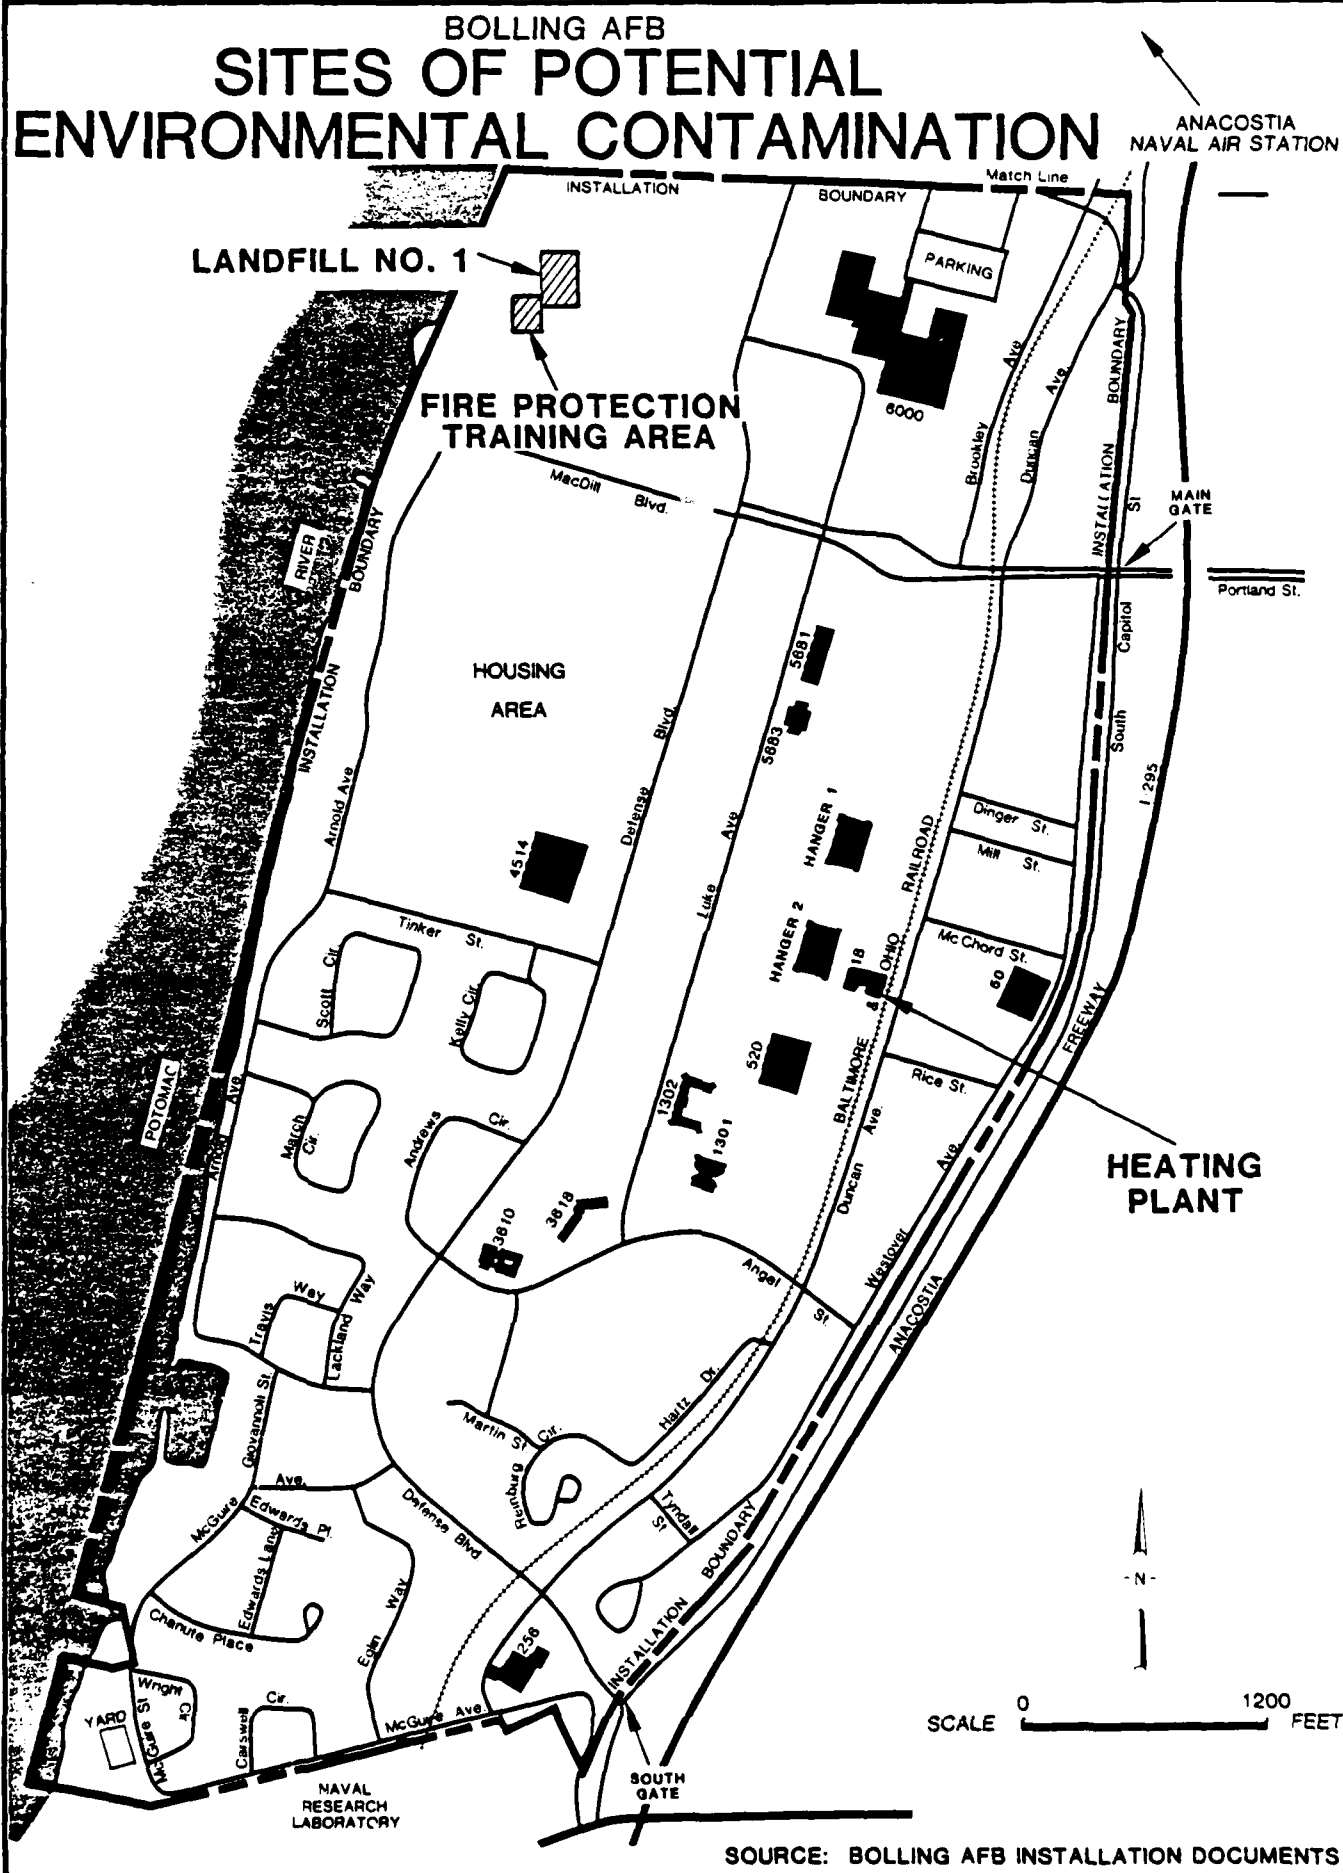 BOLLING AFB
SITES OF POTENTIAL
ENVIRONMENTAL CONTAMINATION
ANACOSTIA
NAVAL AIR STATION
INSTALLATION
BOUNDARY
Match Line
LANDFILL NO. 1
PARKING
FIRE PROTECTION
TRAINING AREA
6000
Brookley
Ave
Duncan
Ave.
INSTALLATION
BOUNDARY
MacDill
Blvd.
MAIN
GATE
St
Portland St.
RIVER
BOUNDARY
INSTALLATION
HOUSING
AREA
5681
5683
Capitol
South
I 295
Arnold Ave
Defense
Blvd.
Luke
Ave
HANGER 1
HANGER 2
4514
RAILROAD
Dinger St.
Mill St.
Mc Chord St.
60
18
OHIO
&
BALTIMORE
Tinker St.
Scott Cir.
Kelly Cir.
520
1302
1301
FREEWAY
Rice St.
Duncan
Ave.
POTOMAC
Arnold
Ave
March
Cir.
Andrews
Cir.
3810
3818
HEATING
PLANT
Westover
Ave.
ANACOSTIA
Angel
St.
Travis
Way
Lackland
Way
Giovannoli St.
Martin St
Cir.
Hartz Dr.
Reinburg
McGuire
Ave.
Edwards Pl.
Edwards Lane
Defense Blvd.
Tyndall
St
INSTALLATION
BOUNDARY
Chanute Place
Eglin
Way
256
- N -
Wright
Cir
YARD
McGuire St
Carswell
Cir.
McGuire Ave.
NAVAL
RESEARCH
LABORATORY
SOUTH
GATE
0
1200
SCALE
FEET
SOURCE: BOLLING AFB INSTALLATION DOCUMENTS